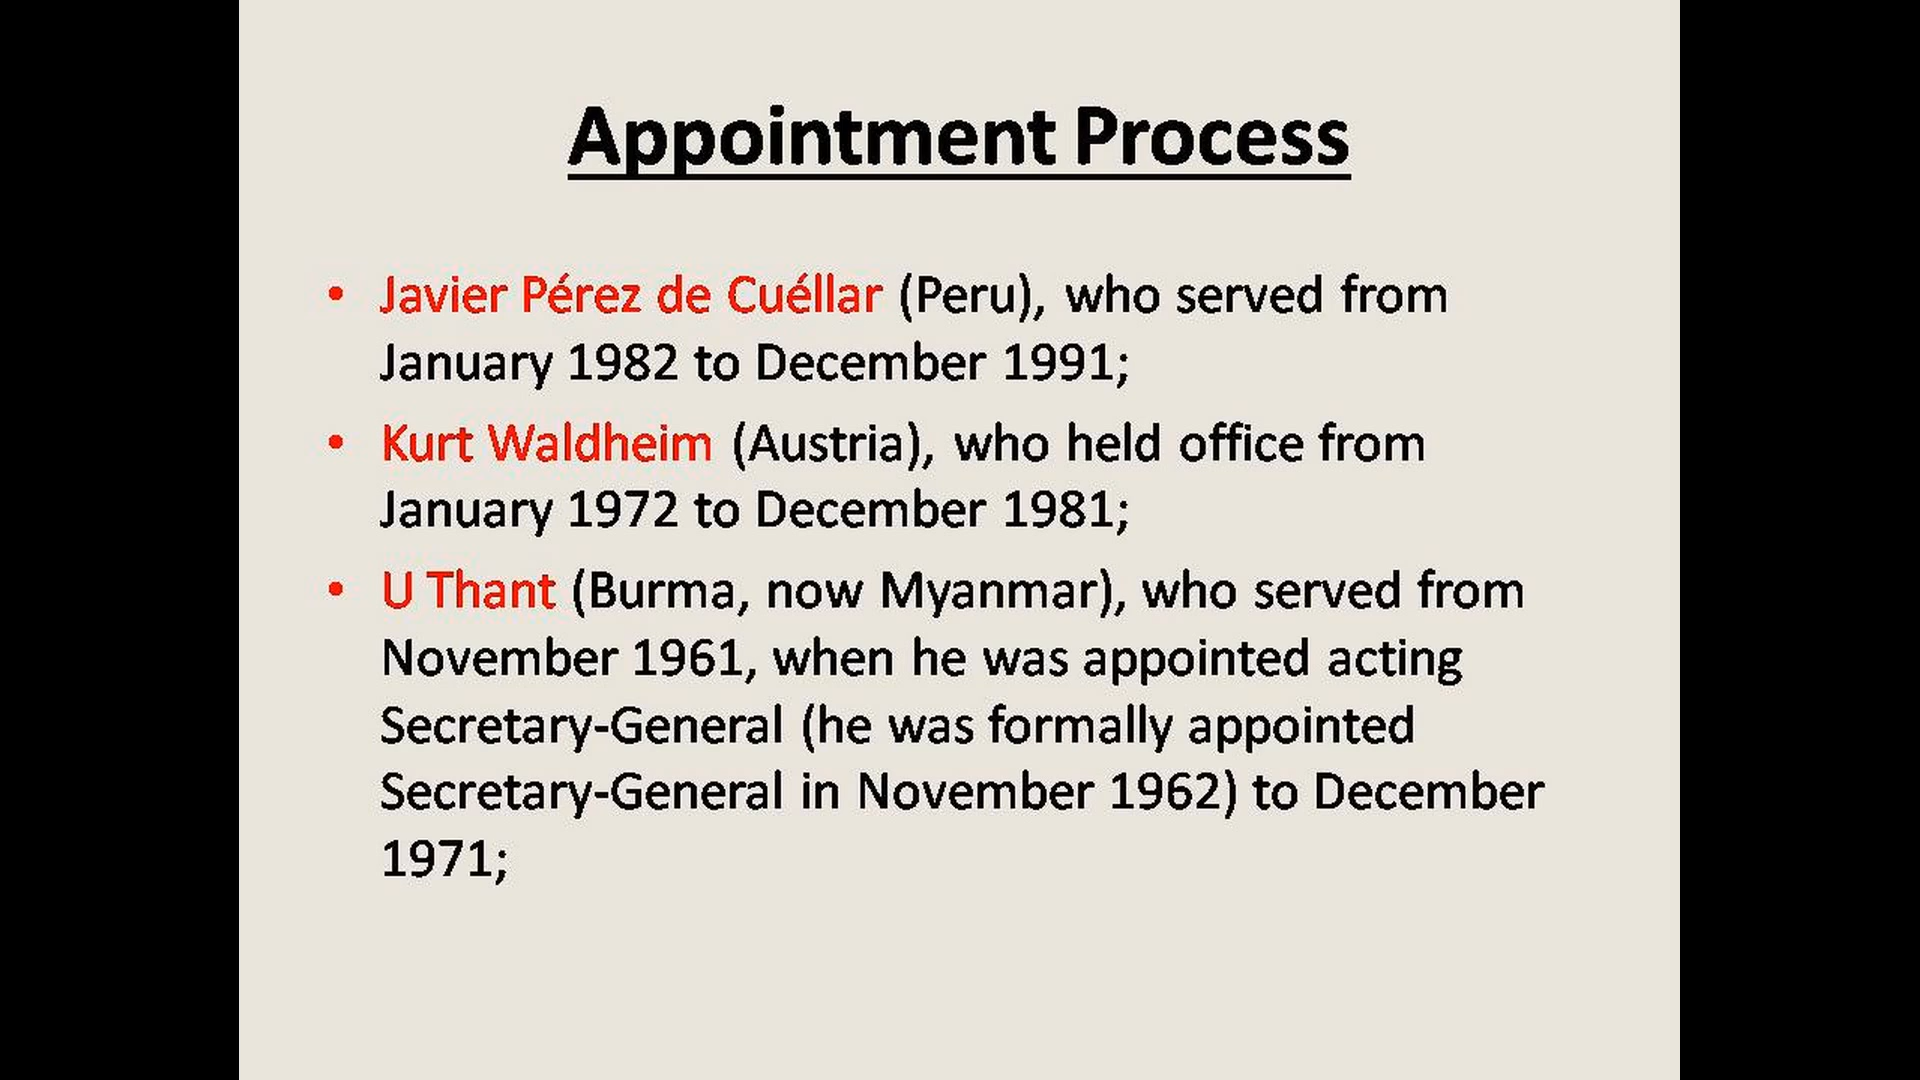 Appointment Process
• Javier Pérez de Cuéllar (Peru), who served from
January 1982 to December 1991;
• Kurt Waldheim (Austria), who held office from
January 1972 to December 1981;
• U Thant (Burma, now Myanmar), who served from
November 1961, when he was appointed acting
Secretary-General (he was formally appointed
Secretary-General in November 1962) to December
1971;